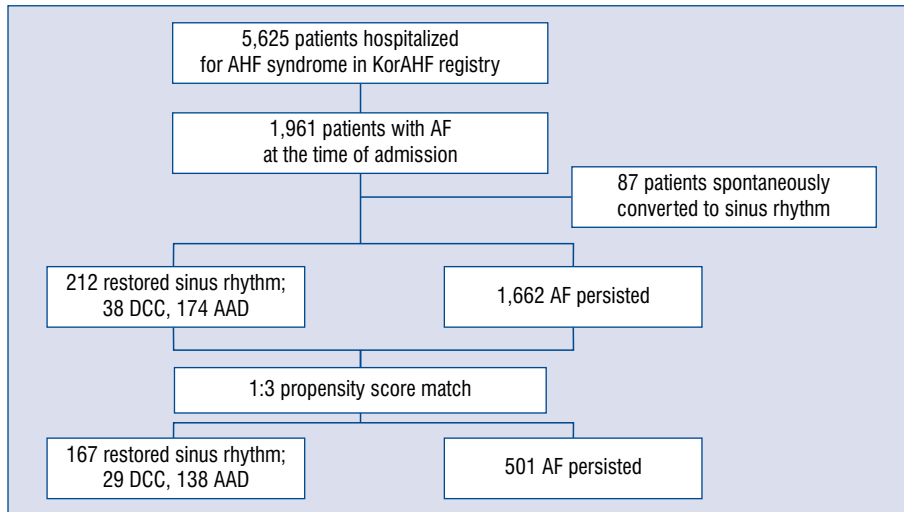 5,625 patients hospitalized
for AHF syndrome in KorAHF registry
1,961 patients with AF
at the time of admission
87 patients spontaneously
converted to sinus rhythm
212 restored sinus rhythm;
38 DCC, 174 AAD
1,662 AF persisted
1:3 propensity score match
167 restored sinus rhythm;
29 DCC, 138 AAD
501 AF persisted